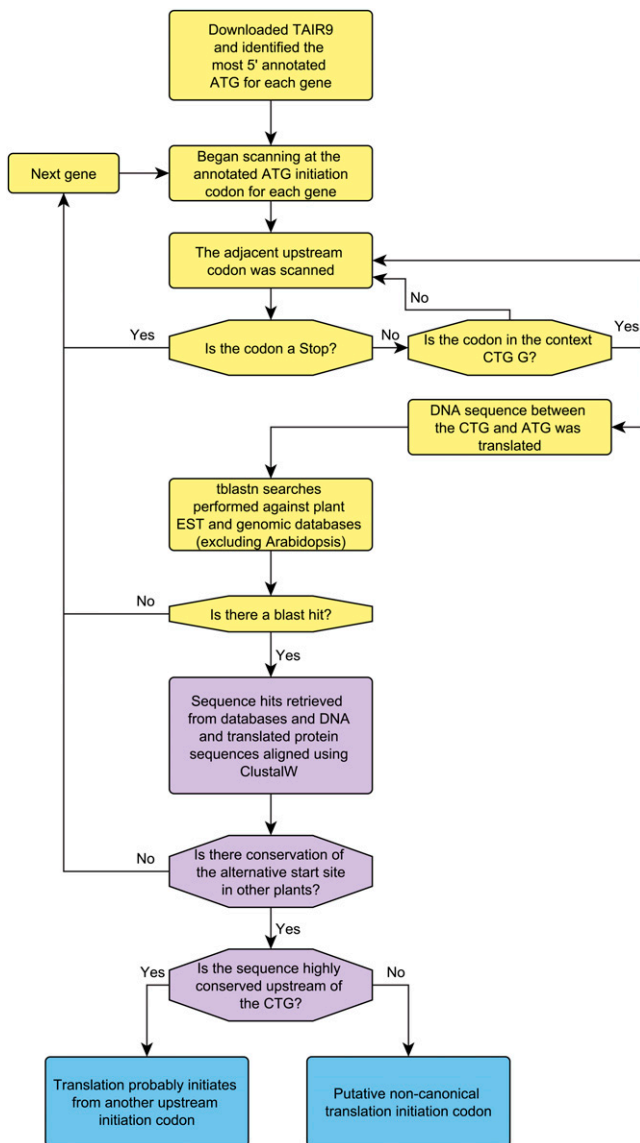 Downloaded TAIR9
and identified the
most 5' annotated
ATG for each gene
Next gene
Began scanning at the
annotated ATG initiation
codon for each gene
The adjacent upstream
codon was scanned
No
Yes
Is the codon a Stop?
No
Is the codon in the context
CTG G?
Yes
DNA sequence between
the CTG and ATG was
translated
tblastn searches
performed against plant
EST and genomic databases
(excluding Arabidopsis)
No
Is there a blast hit?
Yes
Sequence hits retrieved
from databases and DNA
and translated protein
sequences aligned using
ClustalW
No
Is there conservation of
the alternative start site
in other plants?
Yes
Yes
Is the sequence highly
conserved upstream of
the CTG?
No
Translation probably initiates
from another upstream
initiation codon
Putative non-canonical
translation initiation codon